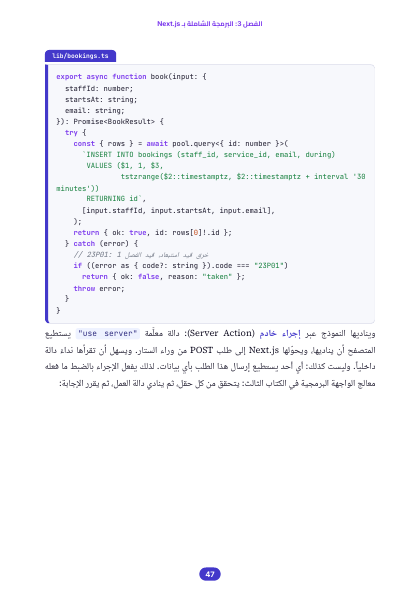 الفصل 3: البرمجة الشاملة بـ Next.js
lib/bookings.ts
export async function book(input: {
  staffId: number;
  startsAt: string;
  email: string;
}): Promise<BookResult> {
  try {
    const { rows } = await pool.query<{ id: number }>(
      `INSERT INTO bookings (staff_id, service_id, email, during)
       VALUES ($1, 1, $3,
               tstzrange($2::timestamptz, $2::timestamptz + interval '30
minutes'))
       RETURNING id`,
      [input.staffId, input.startsAt, input.email],
    );
    return { ok: true, id: rows[0]!.id };
  } catch (error) {
    // 23P01: خرق قيد استبعاد قيد الفصل 1
    if ((error as { code?: string }).code === "23P01")
      return { ok: false, reason: "taken" };
    throw error;
  }
}
ويناديها النموذج عبر إجراء خادم (Server Action): دالة معلَّمة "use server" يستطيع
المتصفح أن يناديها، ويحوّلها Next.js إلى طلب POST من وراء الستار. ويسهل أن تقرأها نداء دالة
داخلياً. وليست كذلك: أي أحد يستطيع إرسال هذا الطلب بأي بيانات. لذلك يفعل الإجراء بالضبط ما فعله
معالج الواجهة البرمجية في الكتاب الثالث: يتحقق من كل حقل، ثم ينادي دالة العمل، ثم يقرر الإجابة:
47